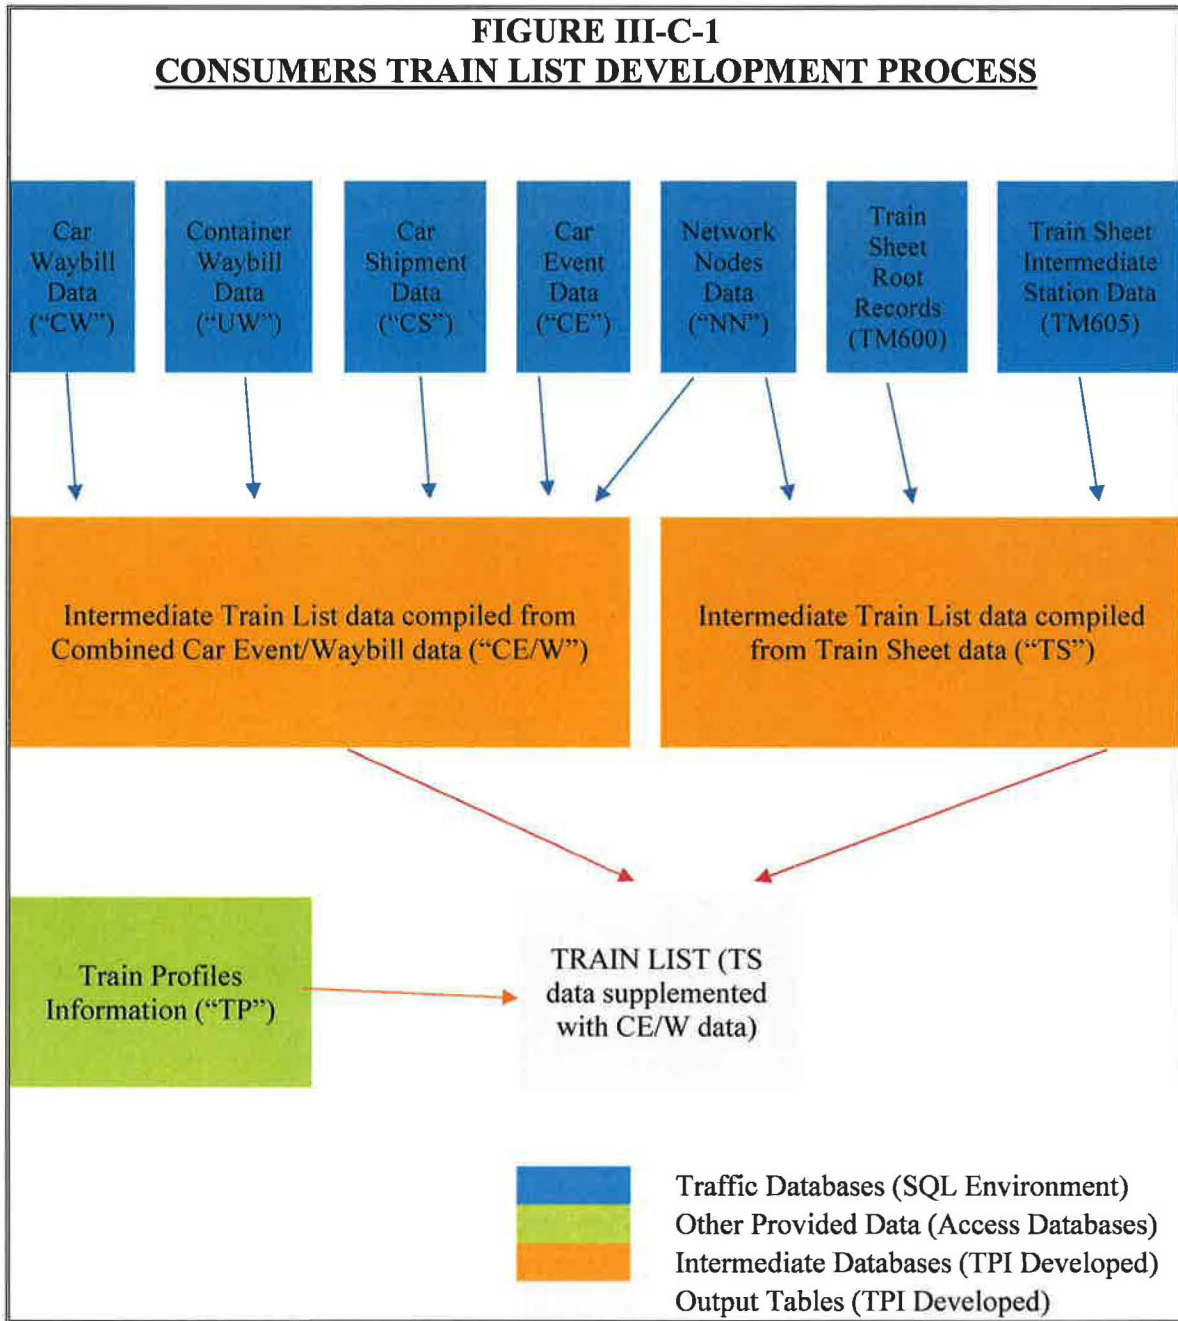 FIGURE III-C-1
CONSUMERS TRAIN LIST DEVELOPMENT PROCESS
Car
Waybill
Data
(“CW”)
Container
Waybill
Data
(“UW”)
Car
Shipment
Data
(“CS”)
Car
Event
Data
(“CE”)
Network
Nodes
Data
(“NN”)
Train
Sheet
Root
Records
(TM600)
Train Sheet
Intermediate
Station Data
(TM605)
Intermediate Train List data compiled from
Combined Car Event/Waybill data (“CE/W”)
Intermediate Train List data compiled
from Train Sheet data (“TS”)
Train Profiles
Information (“TP”)
TRAIN LIST (TS
data supplemented
with CE/W data)
Traffic Databases (SQL Environment)
Other Provided Data (Access Databases)
Intermediate Databases (TPI Developed)
Output Tables (TPI Developed)